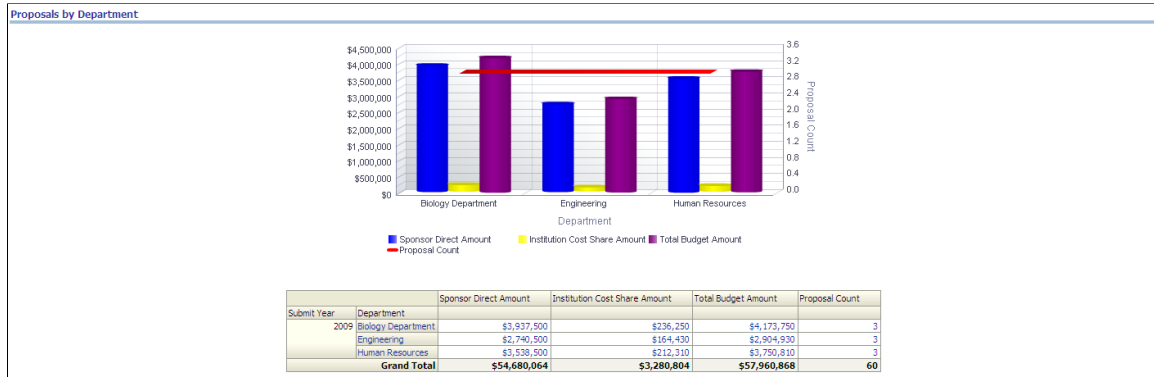 Proposals by Department
$4,500,000
$4,000,000
$3,500,000
$3,000,000
$2,500,000
$2,000,000
$1,500,000
$1,000,000
$500,000
$0
3.6
3.2
2.8
2.4
2.0
1.6
1.2
0.8
0.4
0.0
Proposal Count
Biology Department Engineering Human Resources
Department
Sponsor Direct Amount Institution Cost Share Amount Total Budget Amount
Proposal Count
Sponsor Direct Amount Institution Cost Share Amount Total Budget Amount Proposal Count
Submit Year Department
2009 Biology Department $3,937,500 $236,250 $4,173,750 3
Engineering $2,740,500 $164,430 $2,904,930 3
Human Resources $3,538,500 $212,310 $3,750,810 3
Grand Total $54,680,064 $3,280,804 $57,960,868 60